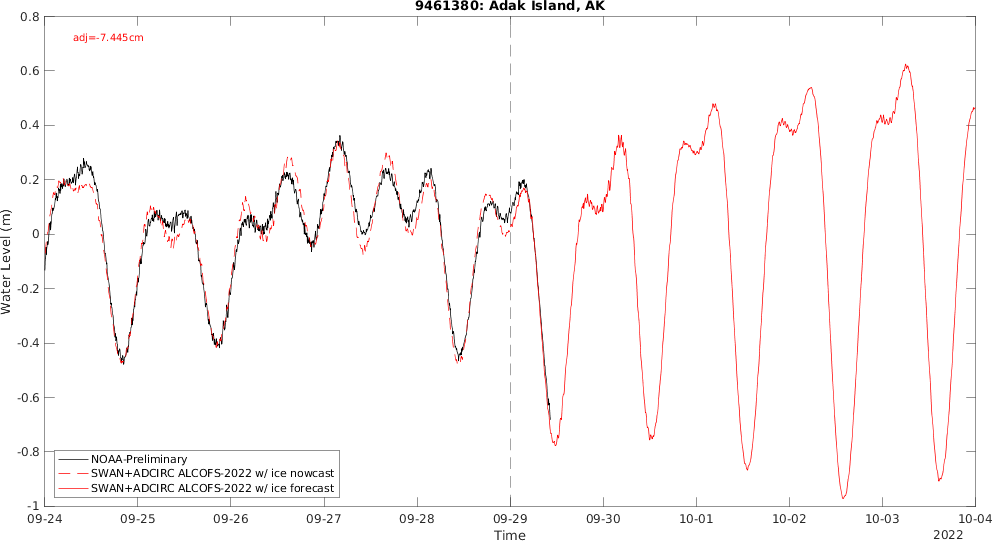 9461380: Adak Island, AK
adj=-7.445cm
Water Level (m)
0.8
0.6
0.4
0.2
0
-0.2
-0.4
-0.6
-0.8
-1
NOAA-Preliminary
SWAN+ADCIRC ALCOFS-2022 w/ ice nowcast
SWAN+ADCIRC ALCOFS-2022 w/ ice forecast
09-24 09-25 09-26 09-27 09-28 09-29 09-30 10-01 10-02 10-03 10-04
Time
2022